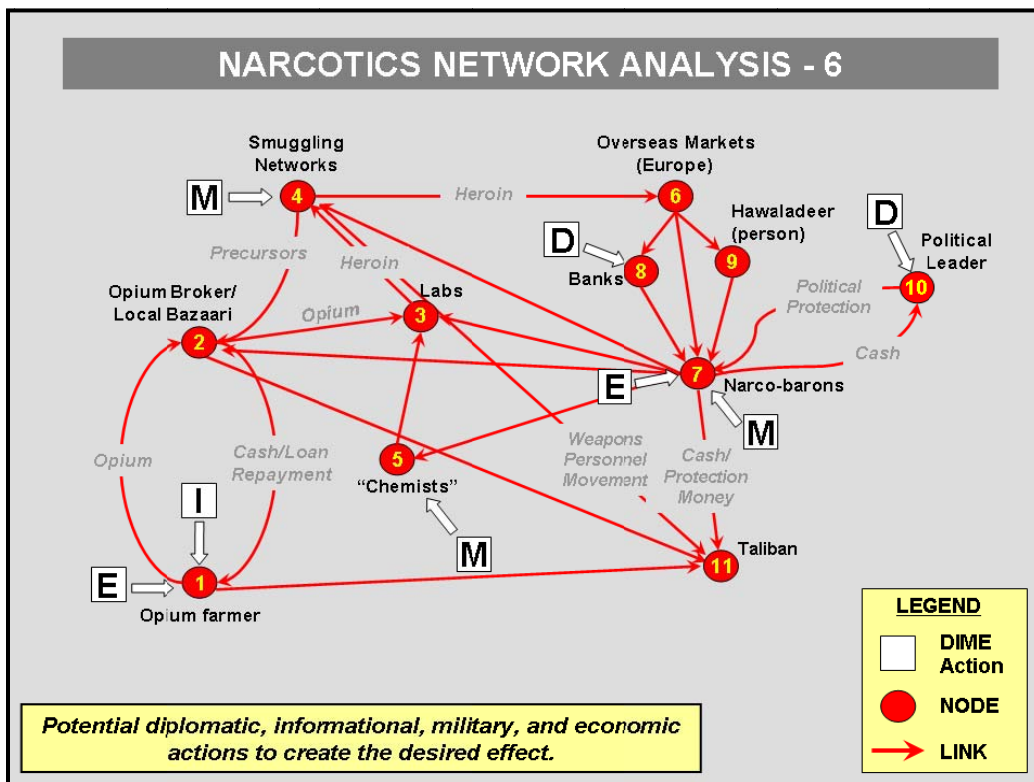 NARCOTICS NETWORK ANALYSIS - 6
Smuggling
Networks
Overseas Markets
(Europe)
M
4
Heroin
6
Hawaladeer
(person)
D
D
Political
Leader
Precursors
Heroin
Banks
8
9
10
Opium Broker/
Local Bazaari
Labs
Political
Protection
Opium
3
2
Cash
E
7
Narco-barons
M
Opium
Cash/Loan
Repayment
5
“Chemists”
Weapons
Personnel
Movement
Cash/
Protection
Money
I
M
Taliban
11
E
1
Opium farmer
LEGEND
DIME
Action
NODE
LINK
Potential diplomatic, informational, military, and economic
actions to create the desired effect.